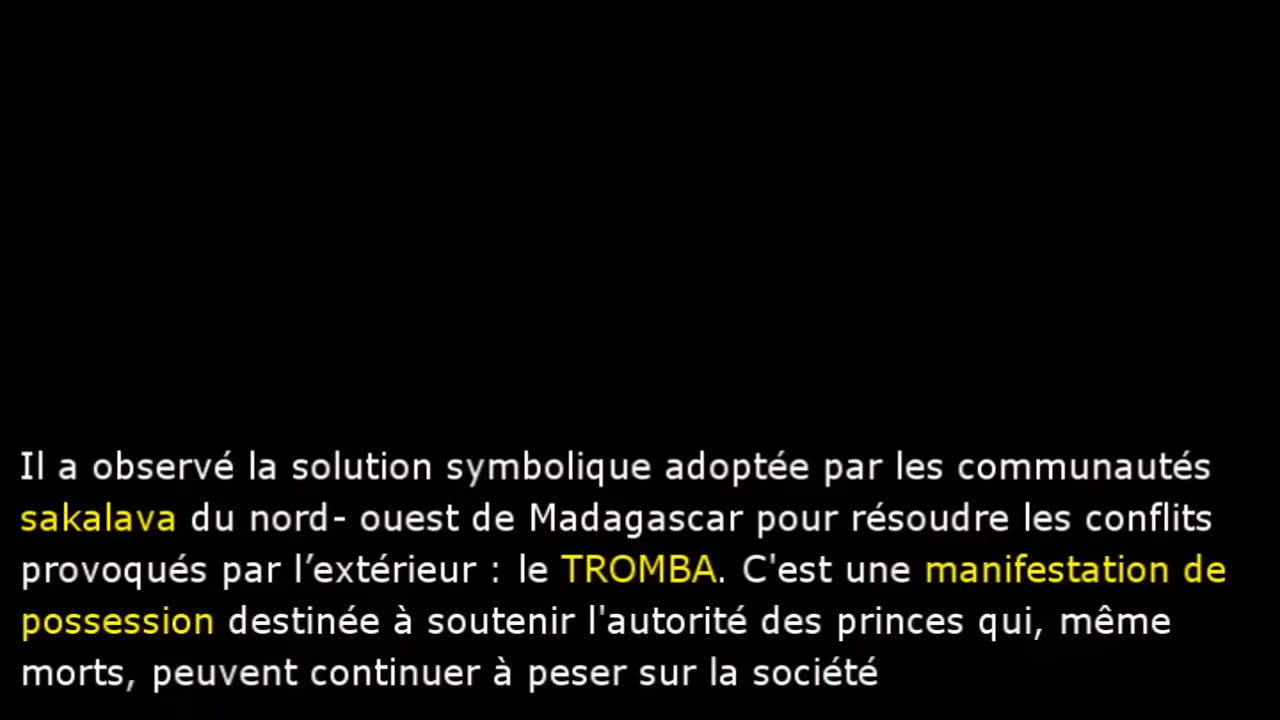 Il a observé la solution symbolique adoptée par les communautés
sakalava du nord- ouest de Madagascar pour résoudre les conflits
provoqués par l’extérieur : le TROMBA. C'est une manifestation de
possession destinée à soutenir l'autorité des princes qui, même
morts, peuvent continuer à peser sur la société